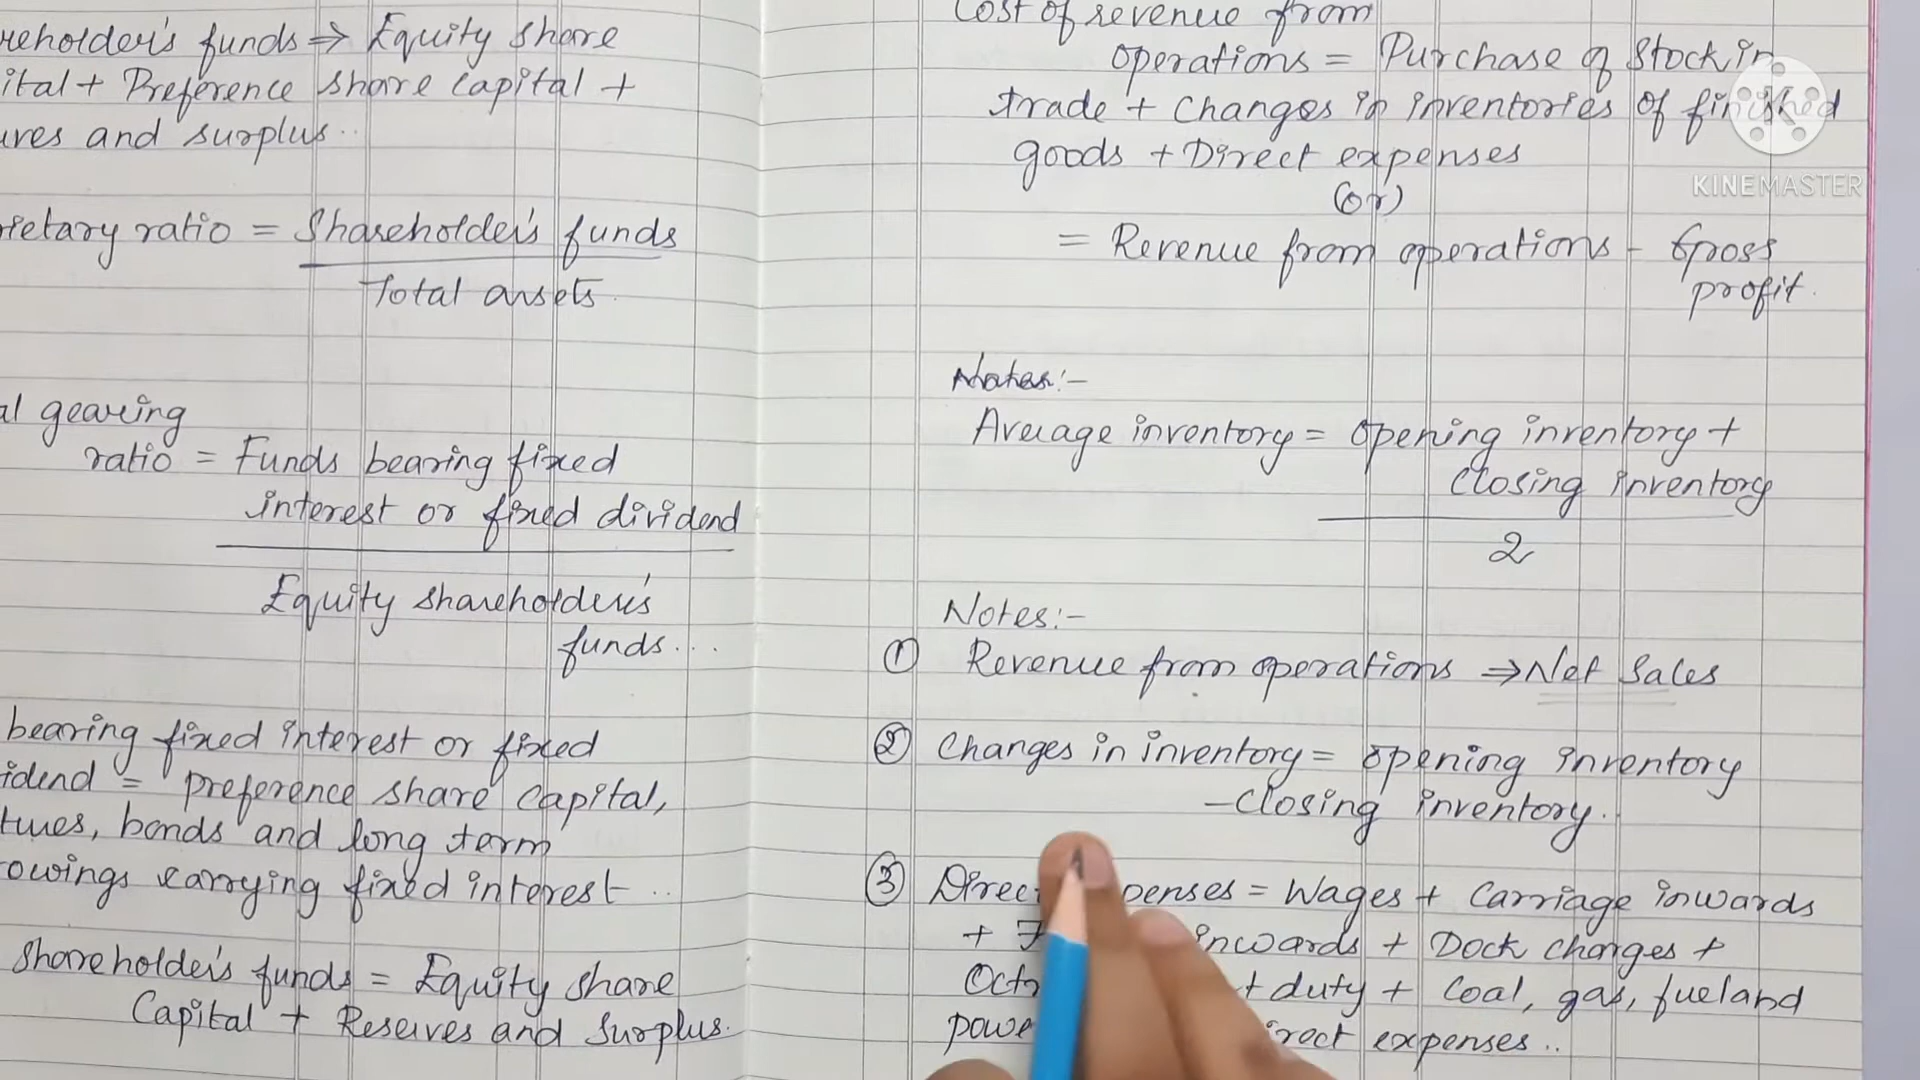 reholder's funds ⇒ Equity share
ital + Preference share capital +
rves and surplus..
rietary ratio = Shareholder's funds
Total assets.
al gearing
ratio = Funds bearing fixed
interest or fixed dividend
Equity shareholder's
funds...
bearing fixed interest or fixed
idend = preference share capital,
tures, bonds and long term
rowings carrying fixed interest ..
Shareholder's funds = Equity share
Capital + Reserves and Surplus.
Cost of revenue from
operations = Purchase of Stock in
trade + Changes in inventories of finished
goods + Direct expenses
(or)
= Revenue from operations - Gross
profit.
Notes:-
Average inventory = opening inventory +
closing inventory
2
Notes:-
① Revenue from operations ⇒ Net Sales
② Changes in inventory = opening inventory
- closing inventory.
③ Direc penses = Wages + Carriage inwards
+ inwards + Dock charges +
Octr t duty + Coal, gas, fuel and
powe irect expenses..
KINEMASTER